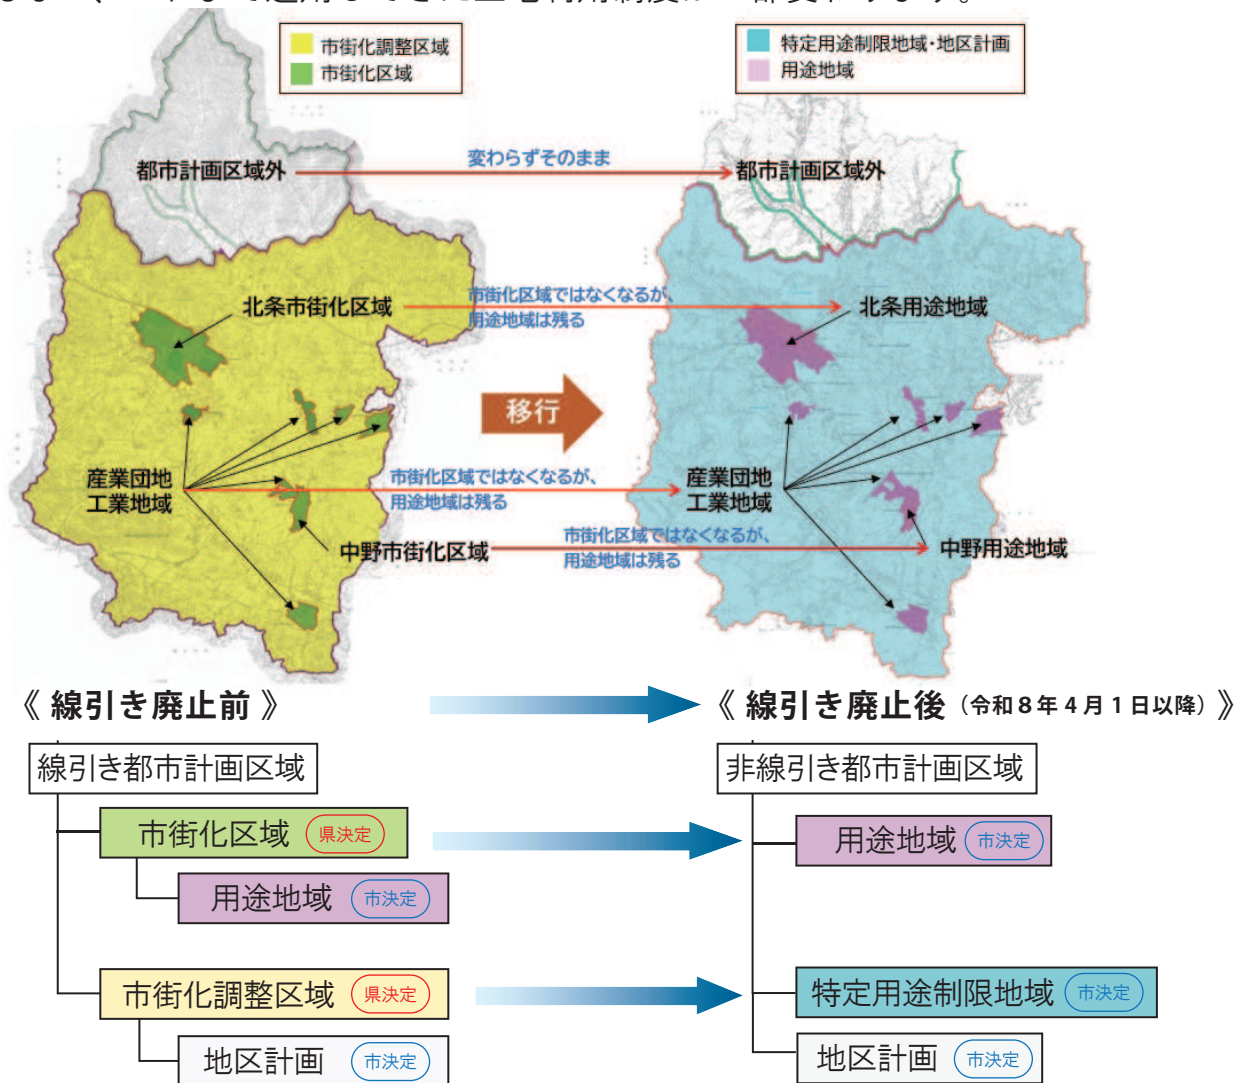 市街化調整区域
市街化区域
特定用途制限地域・地区計画
用途地域
都市計画区域外
変わらずそのまま
都市計画区域外
北条市街化区域
市街化区域ではなくなるが、
用途地域は残る
北条用途地域
移行
産業団地
工業地域
市街化区域ではなくなるが、
用途地域は残る
産業団地
工業地域
中野市街化区域
市街化区域ではなくなるが、
用途地域は残る
中野用途地域
《 線引き廃止前 》
《 線引き廃止後（令和８年４月１日以降）》
線引き都市計画区域
市街化区域 県決定
用途地域 市決定
市街化調整区域 県決定
地区計画 市決定
非線引き都市計画区域
用途地域 市決定
特定用途制限地域 市決定
地区計画 市決定